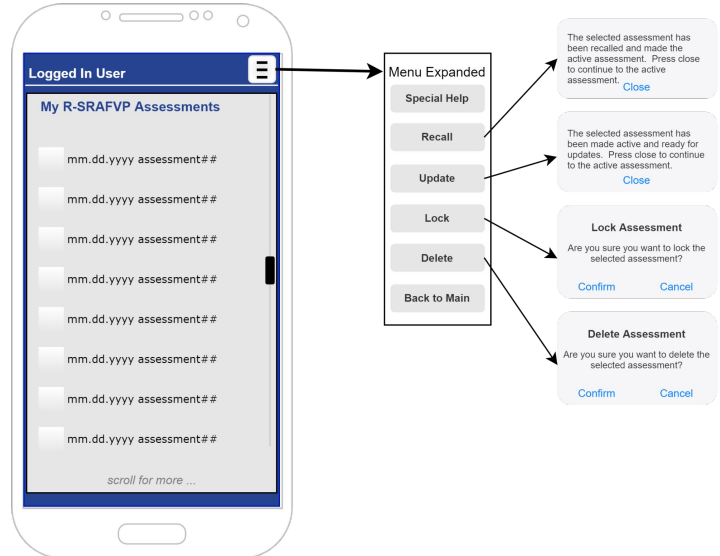 Logged In User
My R-SRAFVP Assessments
mm.dd.yyyy assessment##
mm.dd.yyyy assessment##
mm.dd.yyyy assessment##
mm.dd.yyyy assessment##
mm.dd.yyyy assessment##
mm.dd.yyyy assessment##
mm.dd.yyyy assessment##
mm.dd.yyyy assessment##
scroll for more ...
Menu Expanded
Special Help
Recall
Update
Lock
Delete
Back to Main
The selected assessment has
been recalled and made the
active assessment. Press close
to continue to the active
assessment.
Close
The selected assessment has
been made active and ready for
updates. Press close to continue
to the active assessment.
Close
Lock Assessment
Are you sure you want to lock the
selected assessment?
Confirm Cancel
Delete Assessment
Are you sure you want to delete the
selected assessment?
Confirm Cancel